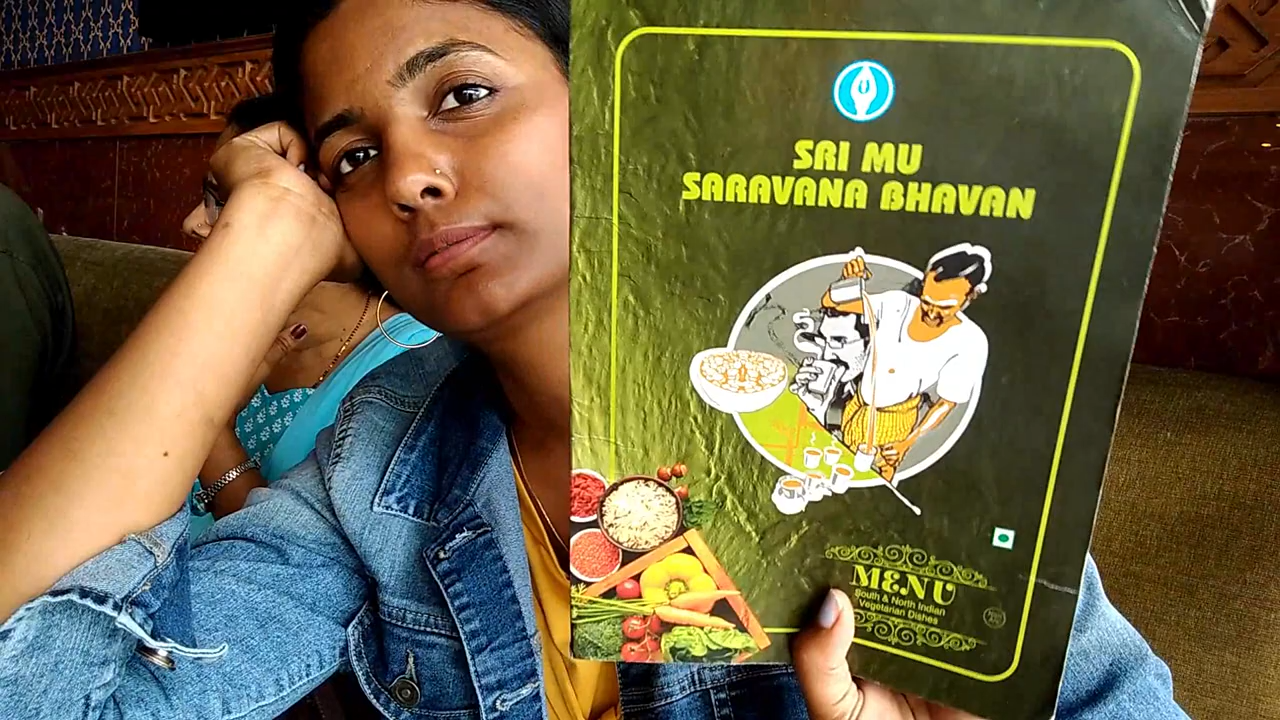 SRI MU
SARAVANA BHAVAN
MENU
South & North Indian
Vegetarian Dishes